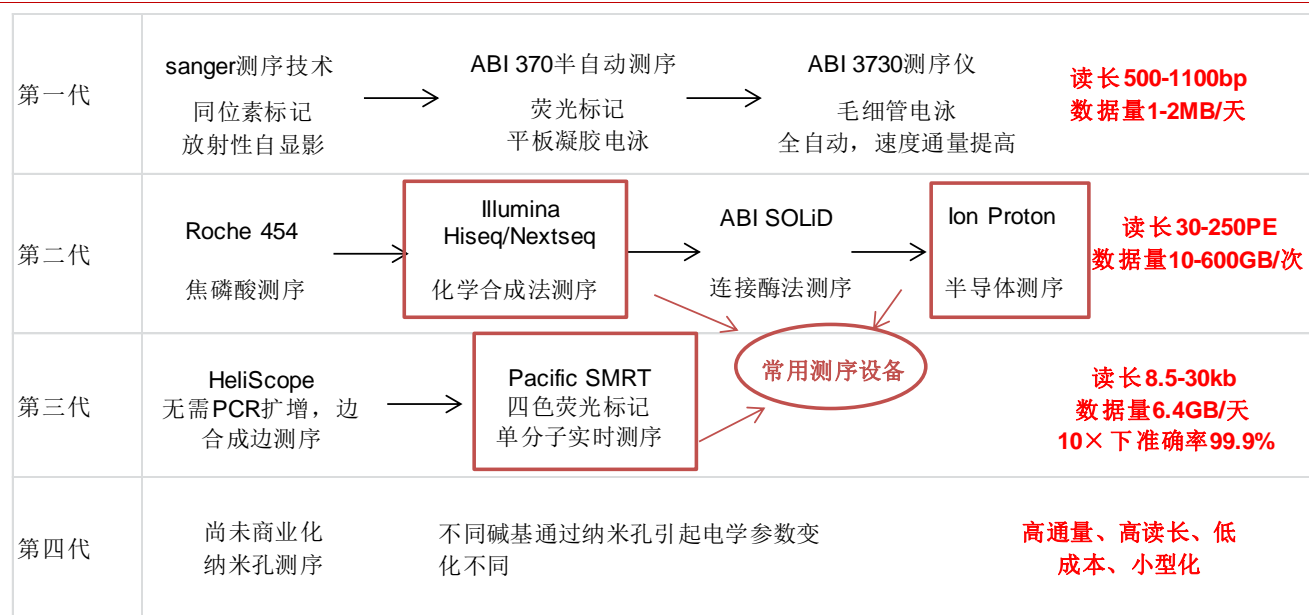 第一代
sanger测序技术
同位素标记
放射性自显影
ABI 370半自动测序
荧光标记
平板凝胶电泳
ABI 3730测序仪
毛细管电泳
全自动，速度通量提高
读长500-1100bp
数据量1-2MB/天
第二代
Roche 454
焦磷酸测序
Illumina
Hiseq/Nextseq
化学合成法测序
ABI SOLiD
连接酶法测序
Ion Proton
半导体测序
读长30-250PE
数据量10-600GB/次
常用测序设备
第三代
HeliScope
无需PCR扩增，边
合成边测序
Pacific SMRT
四色荧光标记
单分子实时测序
读长8.5-30kb
数据量6.4GB/天
10×下准确率99.9%
第四代
尚未商业化
纳米孔测序
不同碱基通过纳米孔引起电学参数变
化不同
高通量、高读长、低
成本、小型化